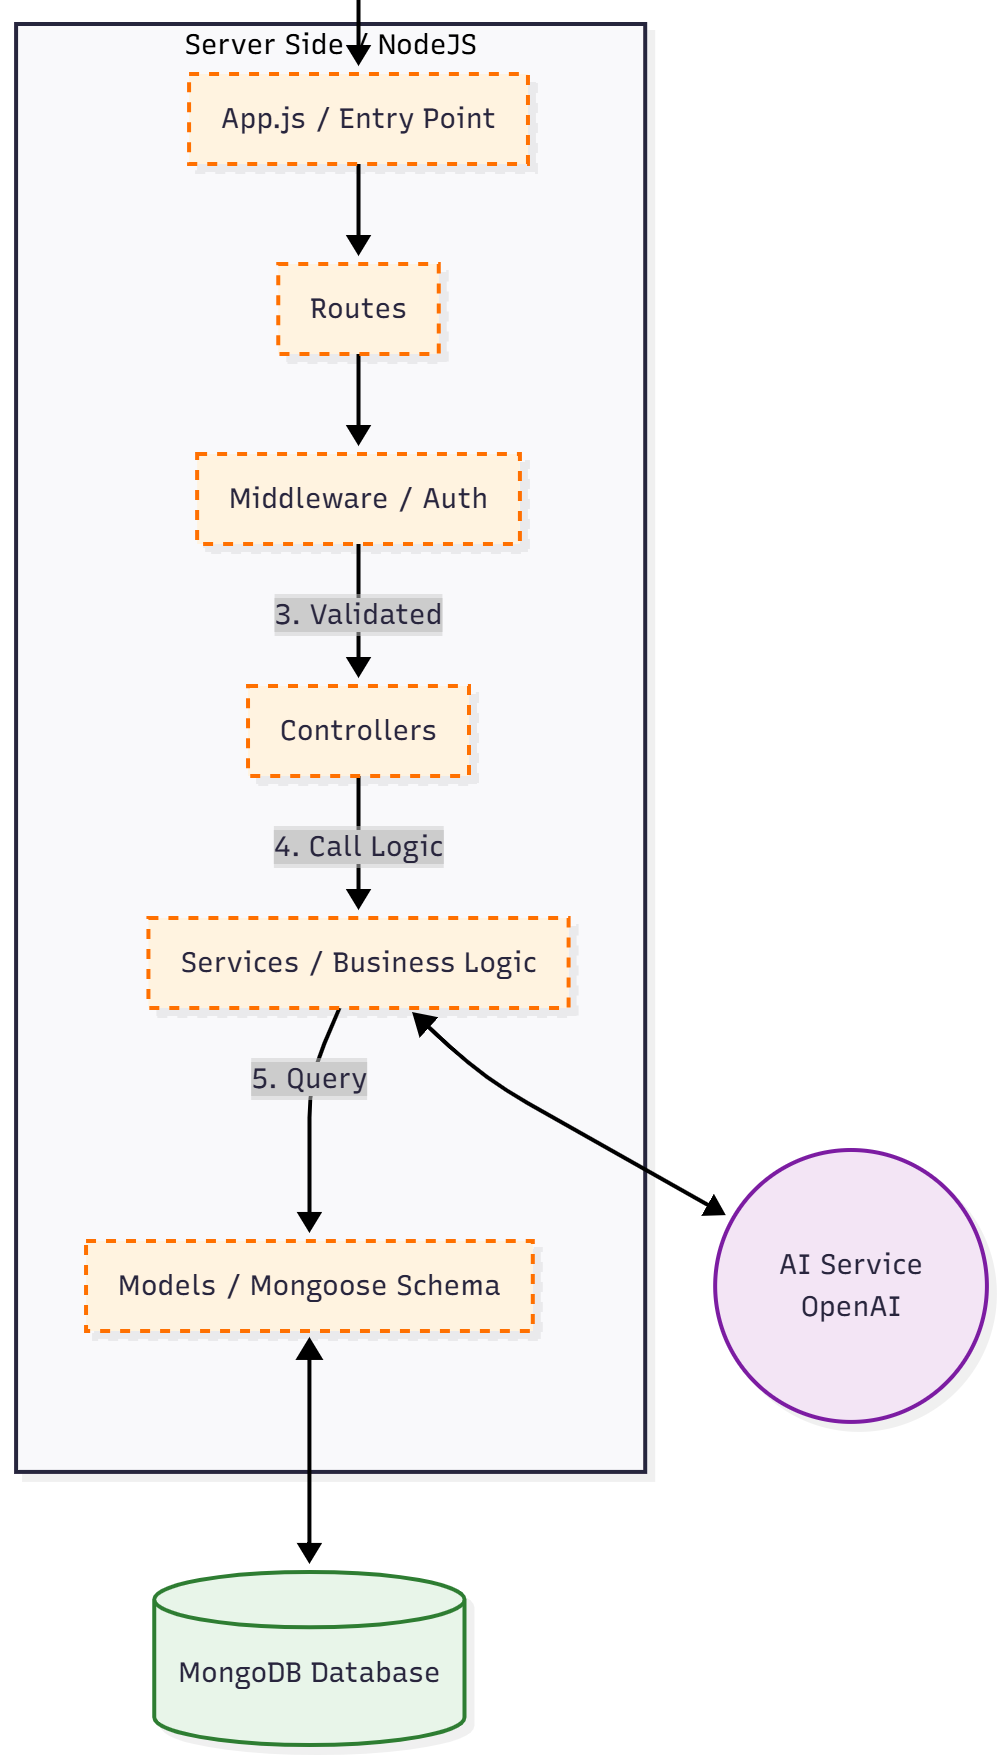 Server Side / NodeJS
App.js / Entry Point
Routes
Middleware / Auth
3. Validated
Controllers
4. Call Logic
Services / Business Logic
5. Query
Models / Mongoose Schema
AI Service
OpenAI
MongoDB Database